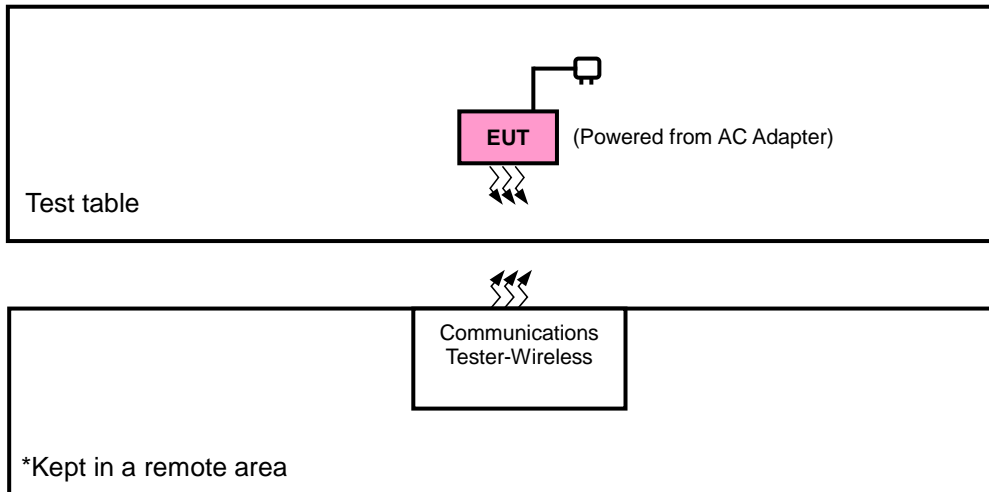 EUT (Powered from AC Adapter)
Test table
Communications
Tester-Wireless
*Kept in a remote area